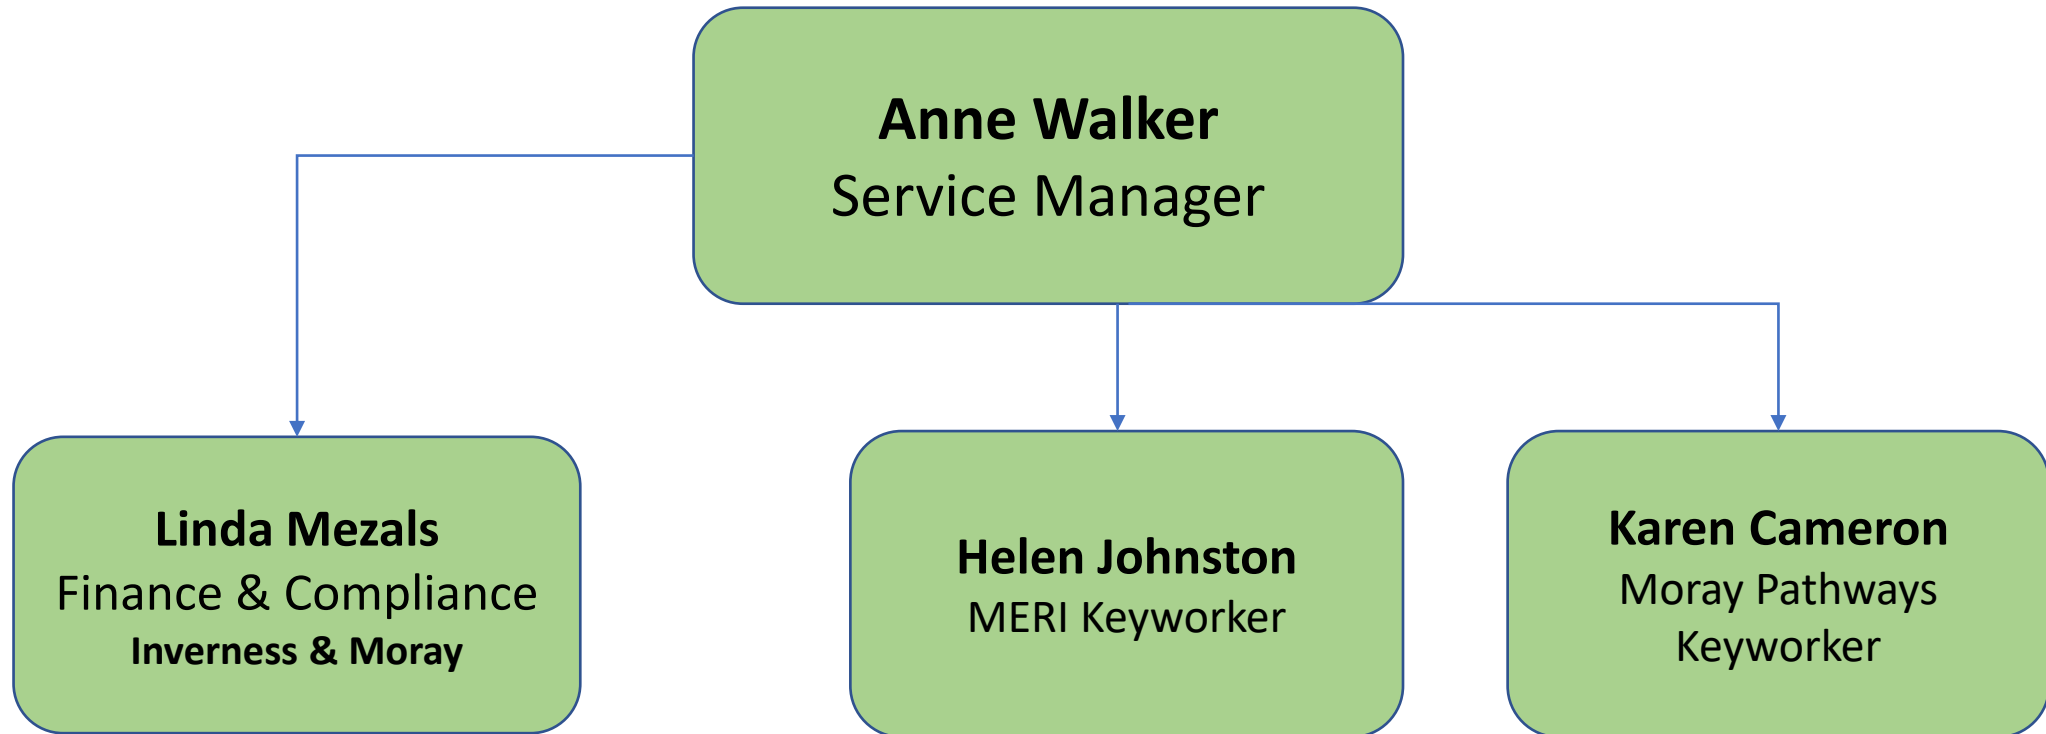 Anne Walker
Service Manager
Linda Mezals
Finance & Compliance
Inverness & Moray
Helen Johnston
MERI Keyworker
Karen Cameron
Moray Pathways
Keyworker